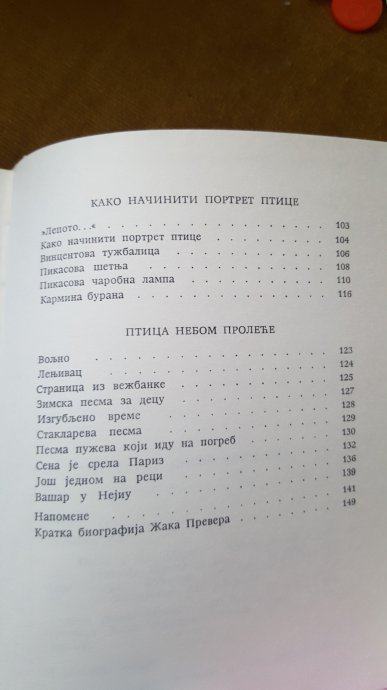 КАКО НАЧИНИТИ ПОРТРЕТ ПТИЦЕ
»Лепото. . .« . . . . . . . . . . . . . . 103
Како начинити портрет птице . . . . . . . . 104
Винцентова тужбалица . . . . . . . . . . 106
Пикасова шетња . . . . . . . . . . . . 108
Пикасова чаробна лампа . . . . . . . . . 110
Кармина бурана . . . . . . . . . . . . 116
ПТИЦА НЕБОМ ПРОЛЕЋЕ
Вољно . . . . . . . . . . . . . . . 123
Лењивац . . . . . . . . . . . . . . 124
Страница из вежбанке . . . . . . . . . . 125
Зимска песма за децу . . . . . . . . . . 127
Изгубљено време . . . . . . . . . . . . 128
Стакларева песма . . . . . . . . . . . . 129
Песма пужева који иду на погреб . . . . . . . 130
Сена је срела Париз . . . . . . . . . . 132
Још једном на реци . . . . . . . . . . . 136
Вашар у Нејиу . . . . . . . . . . . . 139
Напомене . . . . . . . . . . . . . . 141
Кратка биографија Жака Превера . . . . . . . 149